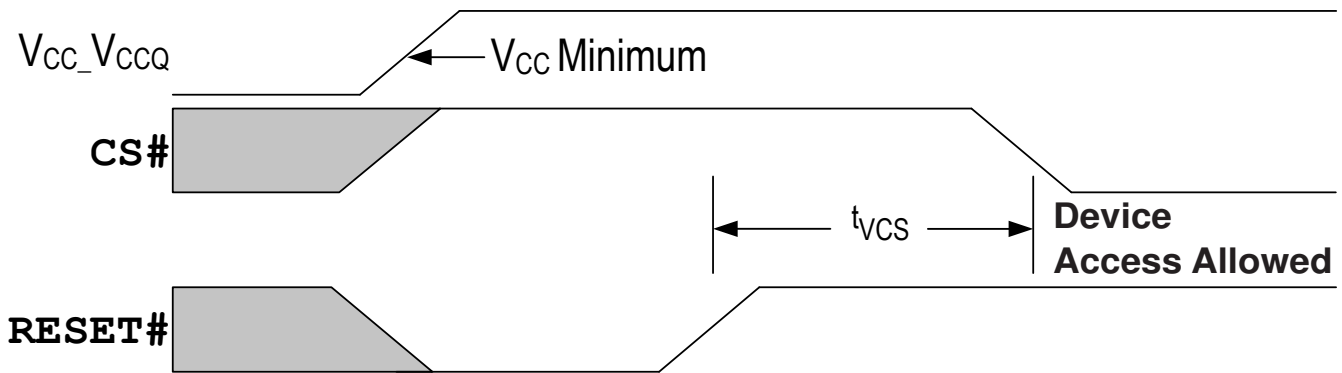 VCC_VCCQ
VCC Minimum
CS#
tVCS
Device
Access Allowed
RESET#